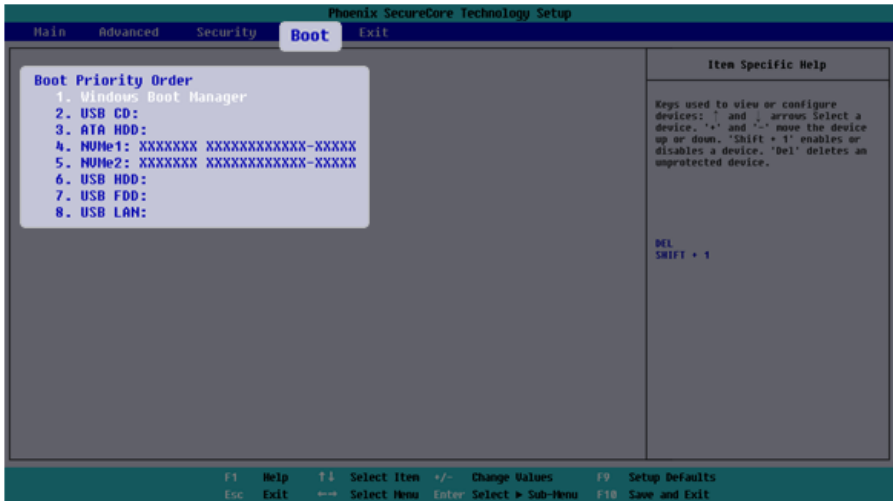 Phoenix SecureCore Technology Setup
Main Advanced Security Boot Exit
Boot Priority Order
1. Windows Boot Manager
2. USB CD:
3. ATA HDD:
4. NVMe1: XXXXXXX XXXXXXXXXXXX-XXXXX
5. NVMe2: XXXXXXX XXXXXXXXXXXX-XXXXX
6. USB HDD:
7. USB FDD:
8. USB LAN:
Item Specific Help
Keys used to view or configure
devices: ↑ and ↓ arrows Select a
device. '+' and '-' move the device
up or down. 'Shift + 1' enables or
disables a device. 'Del' deletes an
unprotected device.
DEL
SHIFT + 1
F1 Help ↑↓ Select Item +/- Change Values F9 Setup Defaults
Esc Exit ←→ Select Menu Enter Select ▶ Sub-Menu F10 Save and Exit